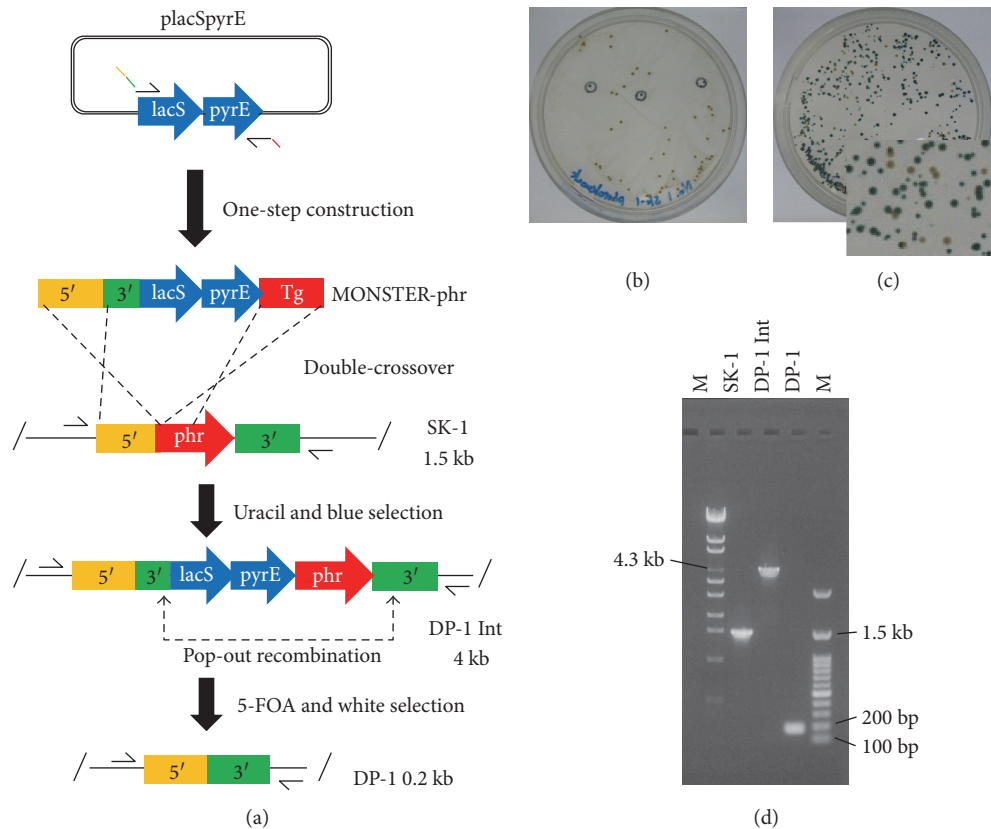 placSpyrE
lacS
pyrE
One-step construction
5′
3′
lacS
pyrE
Tg
MONSTER-phr
Double-crossover
5′
phr
3′
SK-1
1.5 kb
Uracil and blue selection
5′
3′
lacS
pyrE
phr
3′
DP-1 Int
4 kb
Pop-out recombination
5-FOA and white selection
5′
3′
DP-1 0.2 kb
(a)
(b)
(c)
M
SK-1
DP-1 Int
DP-1
M
4.3 kb
1.5 kb
200 bp
100 bp
(d)